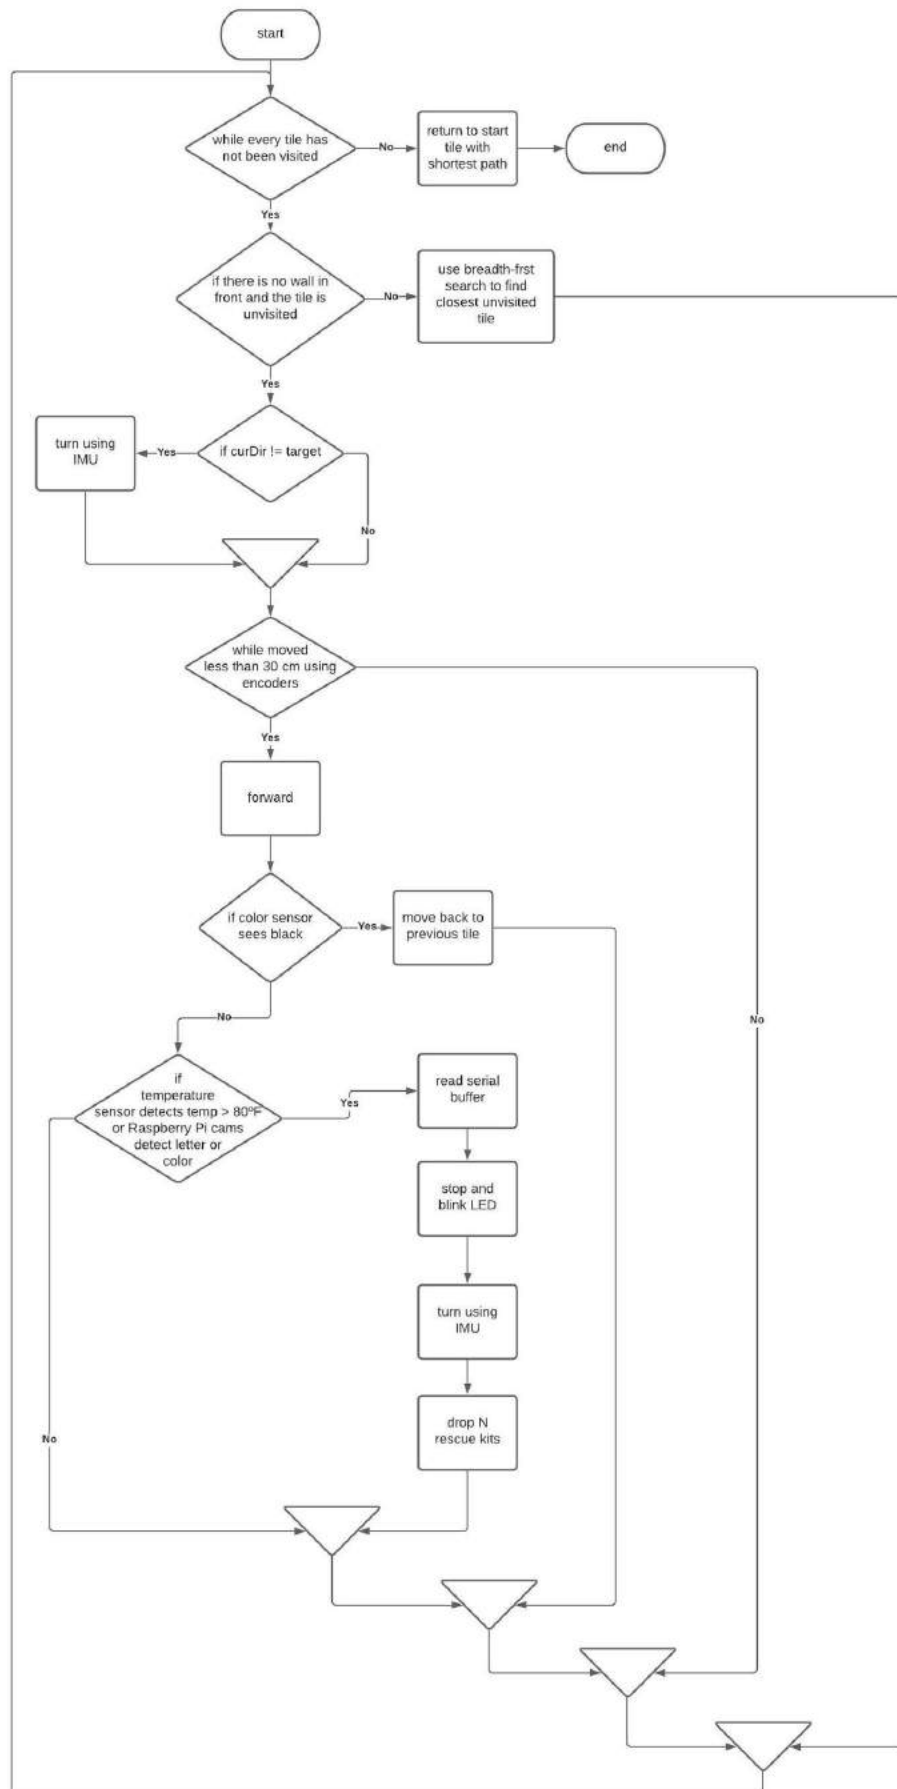 start
while every tile has
not been visited
No
return to start
tile with
shortest path
end
Yes
if there is no wall in
front and the tile is
unvisited
No
use breadth-frst
search to find
closest unvisited
tile
Yes
turn using
IMU
Yes
if curDir != target
No
while moved
less than 30 cm using
encoders
Yes
forward
if color sensor
sees black
Yes
move back to
previous tile
No
No
if
temperature
sensor detects temp > 80ºF
or Raspberry Pi cams
detect letter or
color
Yes
read serial
buffer
stop and
blink LED
turn using
IMU
drop N
rescue kits
No